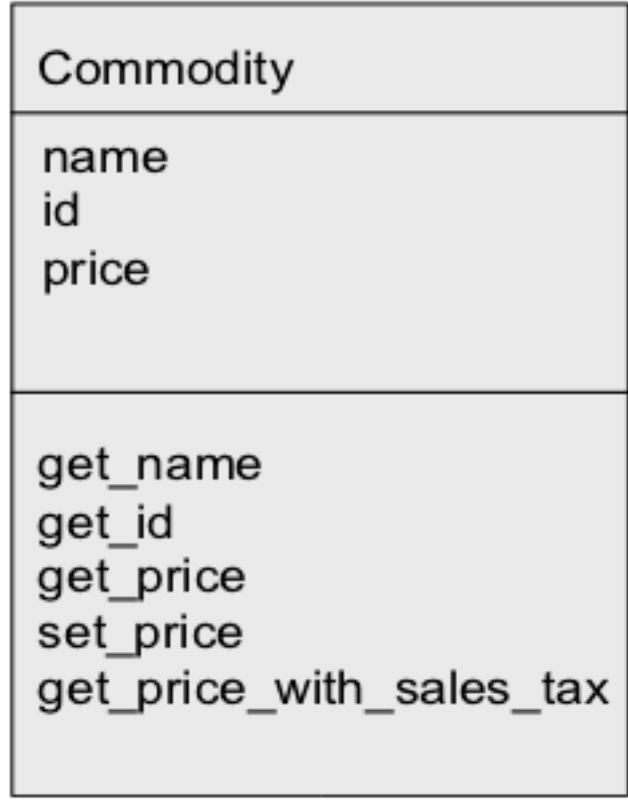 Commodity
name
id
price
get_name
get_id
get_price
set_price
get_price_with_sales_tax